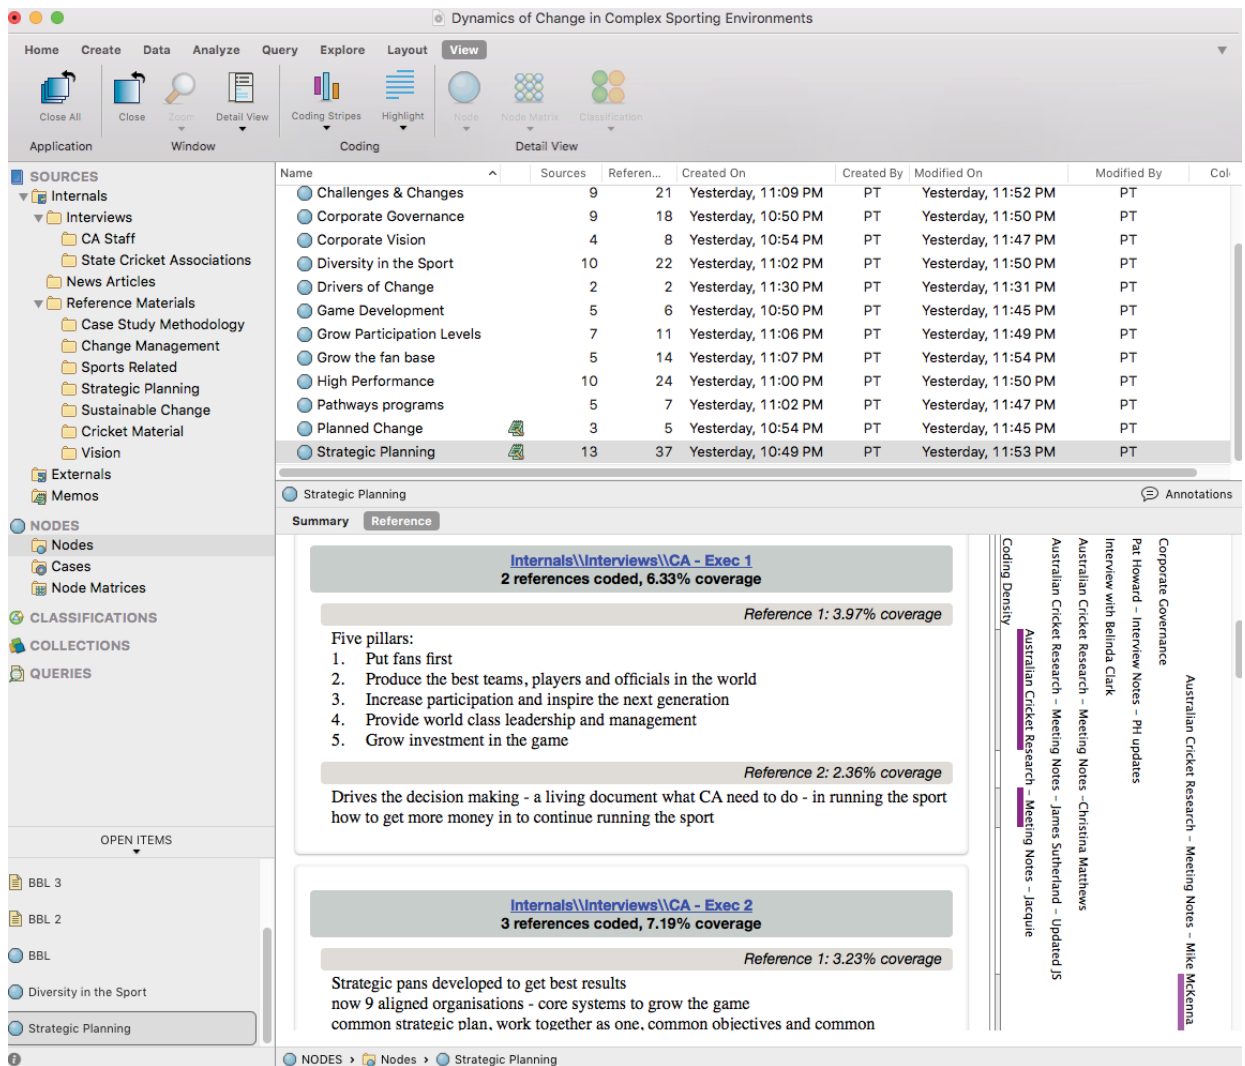 Dynamics of Change in Complex Sporting Environments
Home Create Data Analyze Query Explore Layout View
Close All Close Zoom Detail View Coding Stripes Highlight Node Node Matrix Classification
Application Window Coding Detail View
SOURCES
Internals
Interviews
CA Staff
State Cricket Associations
News Articles
Reference Materials
Case Study Methodology
Change Management
Sports Related
Strategic Planning
Sustainable Change
Cricket Material
Vision
Externals
Memos
NODES
Nodes
Cases
Node Matrices
CLASSIFICATIONS
COLLECTIONS
QUERIES
OPEN ITEMS
BBL 3
BBL 2
BBL
Diversity in the Sport
Strategic Planning
Name Sources Referen... Created On Created By Modified On Modified By Col
Challenges & Changes 9 21 Yesterday, 11:09 PM PT Yesterday, 11:52 PM PT
Corporate Governance 9 18 Yesterday, 10:50 PM PT Yesterday, 11:50 PM PT
Corporate Vision 4 8 Yesterday, 10:54 PM PT Yesterday, 11:47 PM PT
Diversity in the Sport 10 22 Yesterday, 11:02 PM PT Yesterday, 11:50 PM PT
Drivers of Change 2 2 Yesterday, 11:30 PM PT Yesterday, 11:31 PM PT
Game Development 5 6 Yesterday, 10:50 PM PT Yesterday, 11:45 PM PT
Grow Participation Levels 7 11 Yesterday, 11:06 PM PT Yesterday, 11:49 PM PT
Grow the fan base 5 14 Yesterday, 11:07 PM PT Yesterday, 11:54 PM PT
High Performance 10 24 Yesterday, 11:00 PM PT Yesterday, 11:50 PM PT
Pathways programs 5 7 Yesterday, 11:02 PM PT Yesterday, 11:47 PM PT
Planned Change 3 5 Yesterday, 10:54 PM PT Yesterday, 11:45 PM PT
Strategic Planning 13 37 Yesterday, 10:49 PM PT Yesterday, 11:53 PM PT
Strategic Planning Annotations
Summary Reference
Internals\\Interviews\\CA - Exec 1
2 references coded, 6.33% coverage
Reference 1: 3.97% coverage
Five pillars:
1. Put fans first
2. Produce the best teams, players and officials in the world
3. Increase participation and inspire the next generation
4. Provide world class leadership and management
5. Grow investment in the game
Reference 2: 2.36% coverage
Drives the decision making - a living document what CA need to do - in running the sport
how to get more money in to continue running the sport
Internals\\Interviews\\CA - Exec 2
3 references coded, 7.19% coverage
Reference 1: 3.23% coverage
Strategic pans developed to get best results
now 9 aligned organisations - core systems to grow the game
common strategic plan, work together as one, common objectives and common
Coding Density
Australian Cricket Research - Meeting Notes - Jacquie
Australian Cricket Research - Meeting Notes - James Sutherland - Updated JS
Australian Cricket Research - Meeting Notes -Christina Matthews
Interview with Belinda Clark
Pat Howard - Interview Notes - PH updates
Corporate Governance
Australian Cricket Research - Meeting Notes - Mike McKenna
NODES > Nodes > Strategic Planning